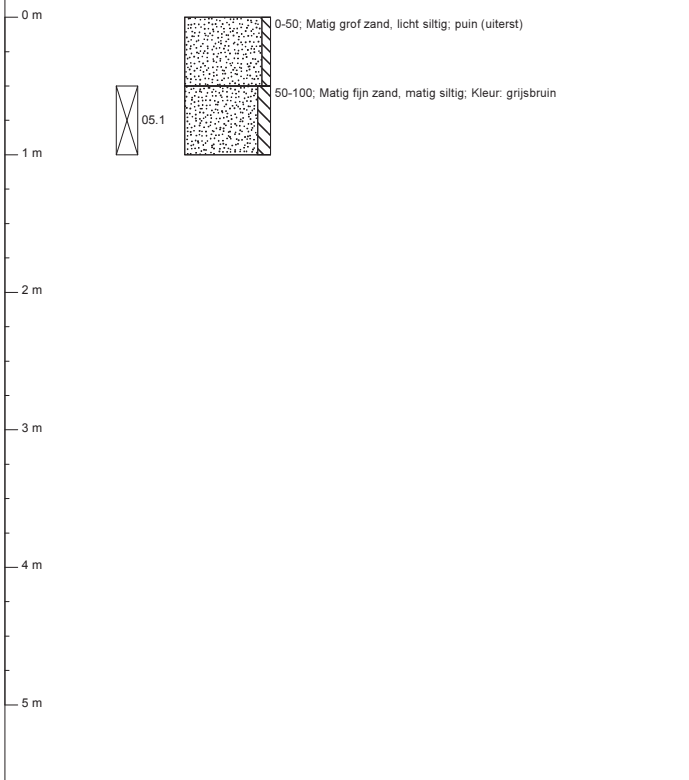 0 m
0-50; Matig grof zand, licht siltig; puin (uiterst)
50-100; Matig fijn zand, matig siltig; Kleur: grijsbruin
05.1
1 m
2 m
3 m
4 m
5 m